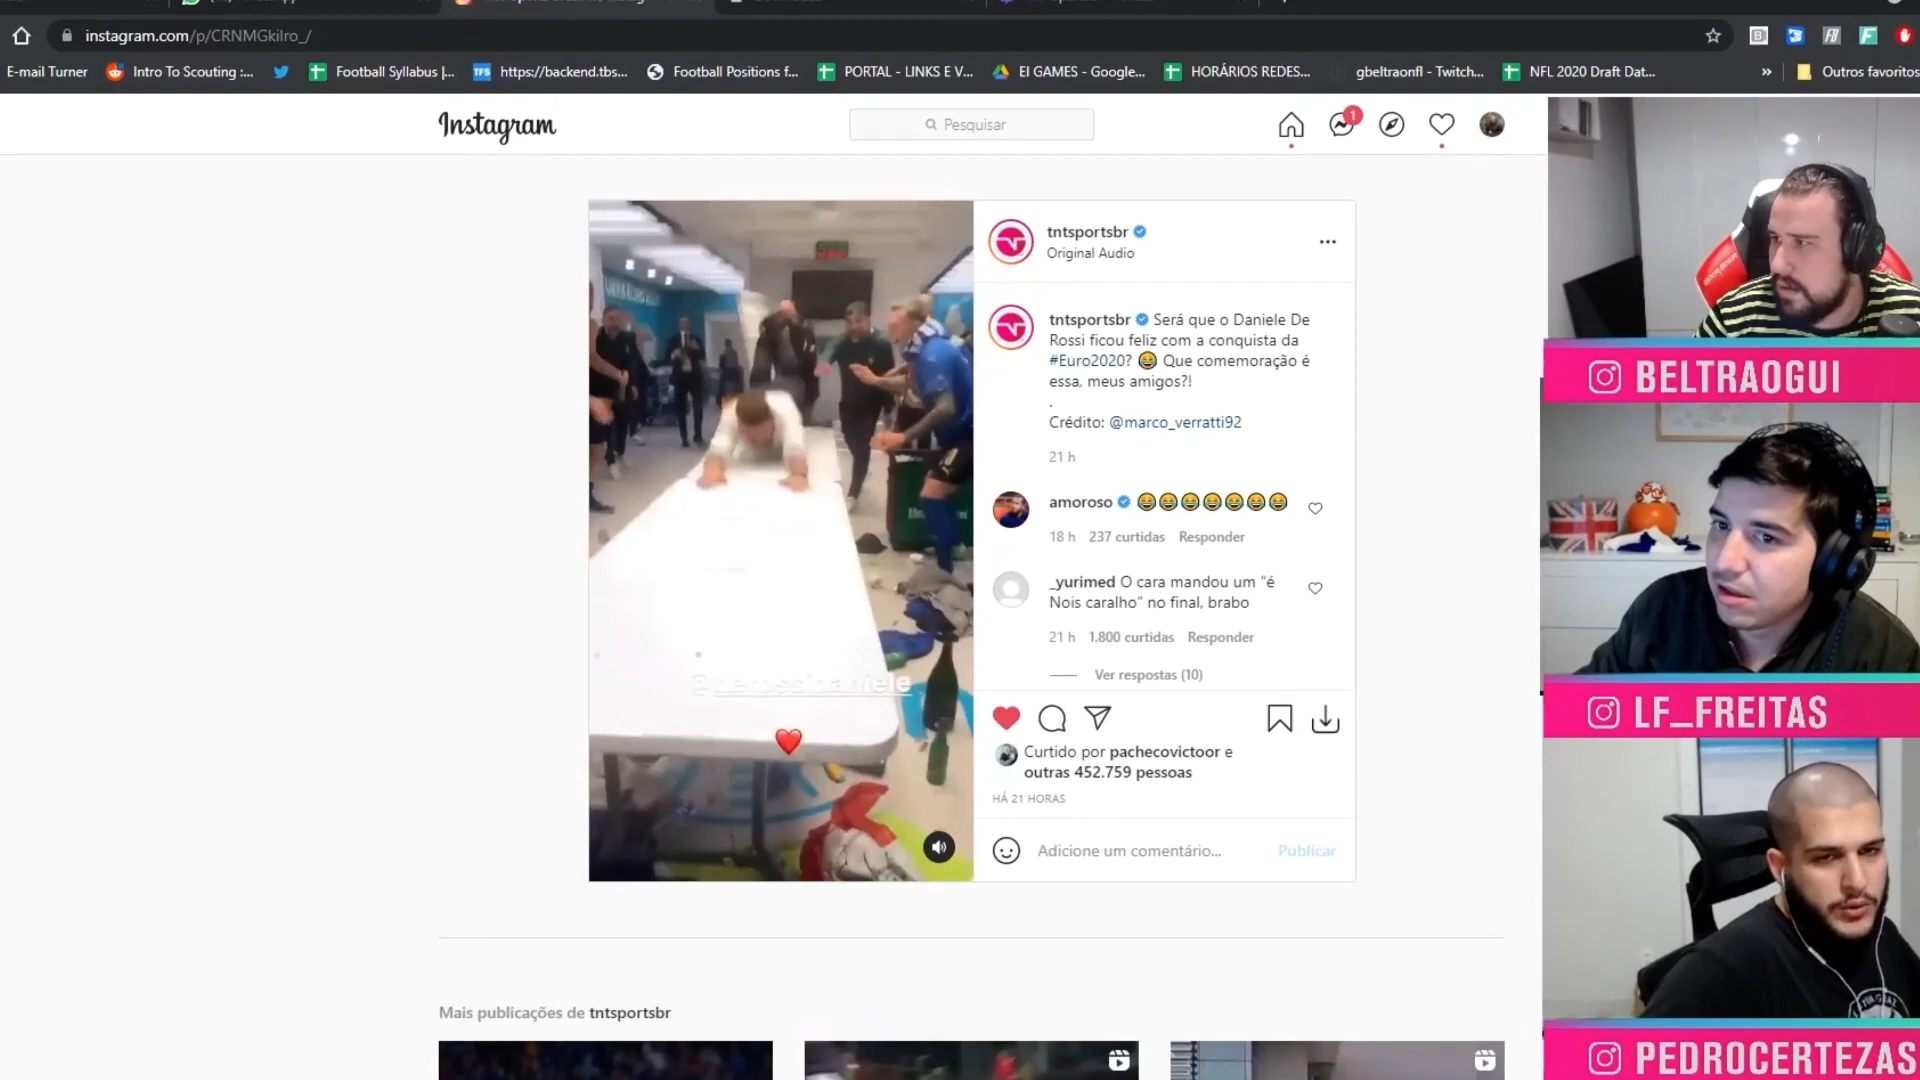 instagram.com/p/CRNMGkilro_/
E-mail Turner
Intro To Scouting :...
Football Syllabus |...
TFS
https://backend.tbs...
Football Positions f...
PORTAL - LINKS E V...
EI GAMES - Google...
HORÁRIOS REDES...
gbeltraonfl - Twitch...
NFL 2020 Draft Dat...
»
Outros favoritos
Instagram
Pesquisar
1
tntsportsbr
Original Audio
tntsportsbr Será que o Daniele De
Rossi ficou feliz com a conquista da
#Euro2020? 😂 Que comemoração é
essa, meus amigos?!
.
Crédito: @marco_verratti92
21 h
amoroso 😂😂😂😂😂😂😂
18 h 237 curtidas Responder
_yurimed O cara mandou um “é
Nois caralho” no final, brabo
21 h 1.800 curtidas Responder
Ver respostas (10)
Curtido por pachecovictoor e
outras 452.759 pessoas
HÁ 21 HORAS
Adicione um comentário...
Publicar
Mais publicações de tntsportsbr
BELTRAOGUI
LF_FREITAS
PEDROCERTEZAS